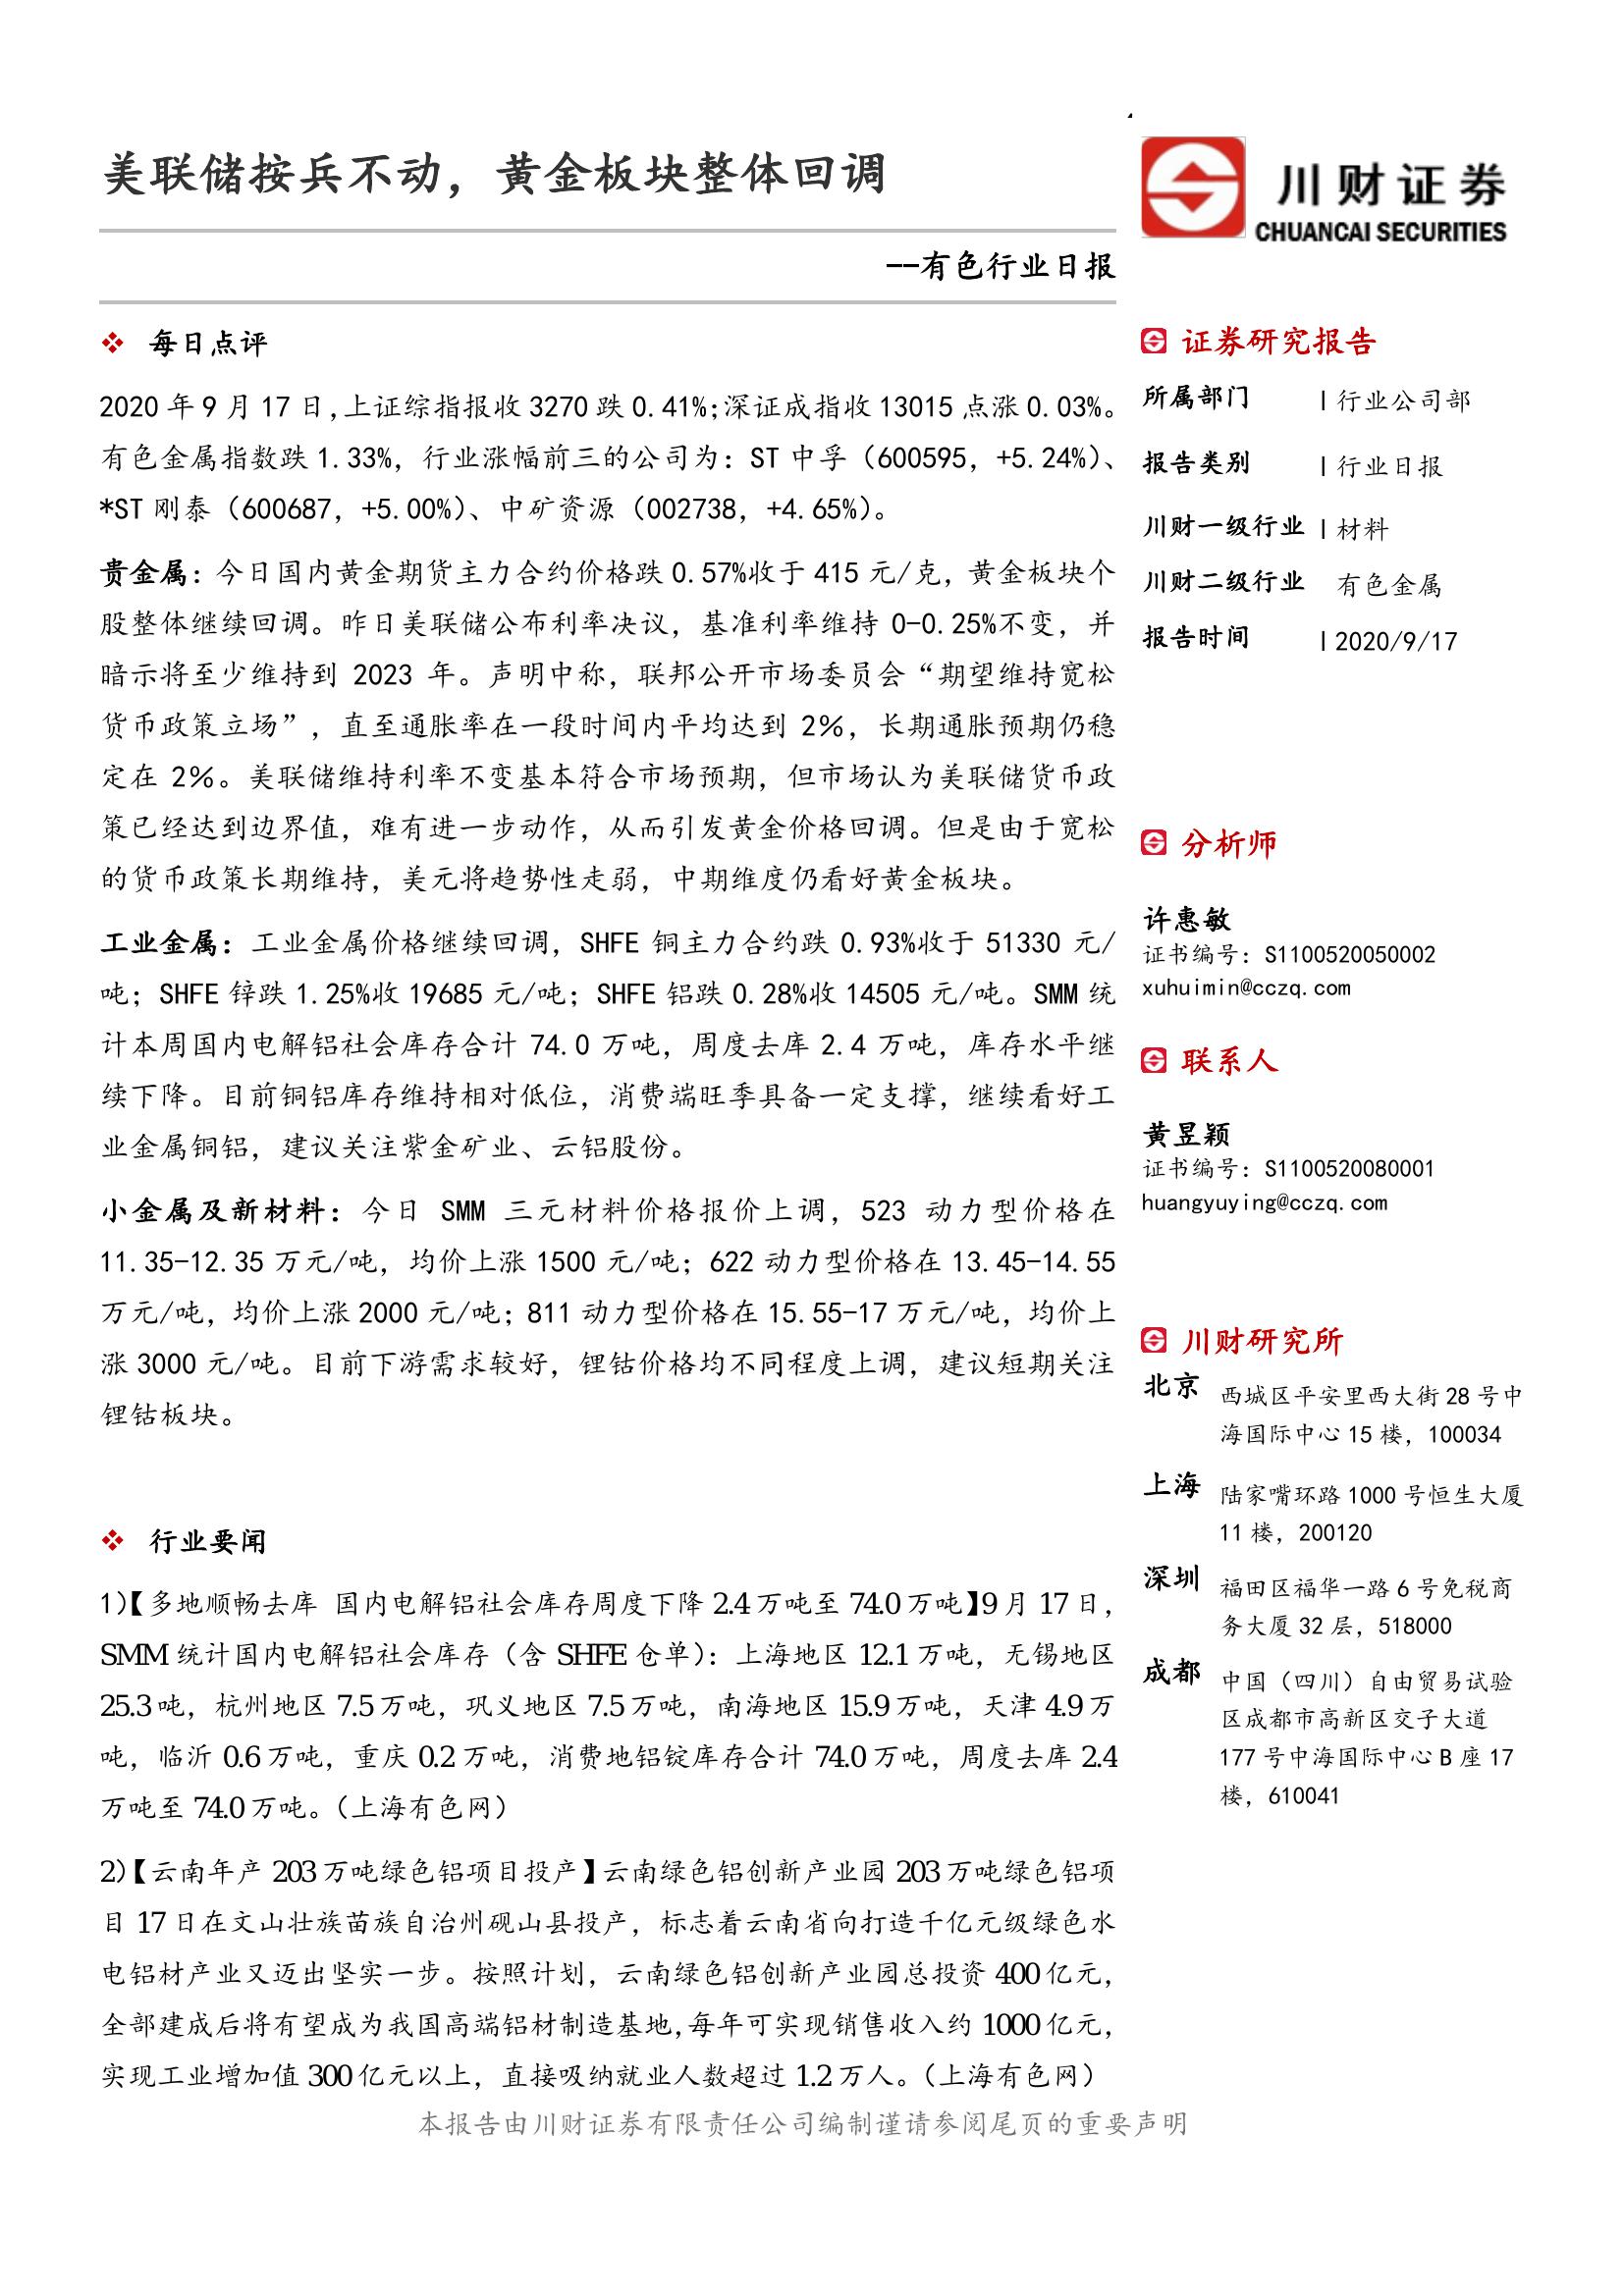 美联储按兵不动，黄金板块整体回调
——有色行业日报
❖ 每日点评
2020 年 9 月 17 日，上证综指报收 3270 跌 0.41%；深证成指收 13015 点涨 0.03%。
有色金属指数跌 1.33%，行业涨幅前三的公司为：ST 中孚（600595，+5.24%）、
*ST 刚泰（600687，+5.00%）、中矿资源（002738，+4.65%）。
贵金属：今日国内黄金期货主力合约价格跌 0.57%收于 415 元/克，黄金板块个
股整体继续回调。昨日美联储公布利率决议，基准利率维持 0-0.25%不变，并
暗示将至少维持到 2023 年。声明中称，联邦公开市场委员会“期望维持宽松
货币政策立场”，直至通胀率在一段时间内平均达到 2%，长期通胀预期仍稳
定在 2%。美联储维持利率不变基本符合市场预期，但市场认为美联储货币政
策已经达到边界值，难有进一步动作，从而引发黄金价格回调。但是由于宽松
的货币政策长期维持，美元将趋势性走弱，中期维度仍看好黄金板块。
工业金属：工业金属价格继续回调，SHFE 铜主力合约跌 0.93%收于 51330 元/
吨；SHFE 锌跌 1.25%收 19685 元/吨；SHFE 铝跌 0.28%收 14505 元/吨。SMM 统
计本周国内电解铝社会库存合计 74.0 万吨，周度去库 2.4 万吨，库存水平继
续下降。目前铜铝库存维持相对低位，消费端旺季具备一定支撑，继续看好工
业金属铜铝，建议关注紫金矿业、云铝股份。
小金属及新材料：今日 SMM 三元材料价格报价上调，523 动力型价格在
11.35-12.35 万元/吨，均价上涨 1500 元/吨；622 动力型价格在 13.45-14.55
万元/吨，均价上涨 2000 元/吨；811 动力型价格在 15.55-17 万元/吨，均价上
涨 3000 元/吨。目前下游需求较好，锂钴价格均不同程度上调，建议短期关注
锂钴板块。
❖ 行业要闻
1)【多地顺畅去库 国内电解铝社会库存周度下降 2.4 万吨至 74.0 万吨】9 月 17 日，
SMM 统计国内电解铝社会库存（含 SHFE 仓单）：上海地区 12.1 万吨，无锡地区
25.3 吨，杭州地区 7.5 万吨，巩义地区 7.5 万吨，南海地区 15.9 万吨，天津 4.9 万
吨，临沂 0.6 万吨，重庆 0.2 万吨，消费地铝锭库存合计 74.0 万吨，周度去库 2.4
万吨至 74.0 万吨。（上海有色网）
2)【云南年产 203 万吨绿色铝项目投产】云南绿色铝创新产业园 203 万吨绿色铝项
目 17 日在文山壮族苗族自治州砚山县投产，标志着云南省向打造千亿元级绿色水
电铝材产业又迈出坚实一步。按照计划，云南绿色铝创新产业园总投资 400 亿元，
全部建成后将有望成为我国高端铝材制造基地，每年可实现销售收入约 1000 亿元，
实现工业增加值 300 亿元以上，直接吸纳就业人数超过 1.2 万人。（上海有色网）
川财证券
CHUANCAI SECURITIES
证券研究报告
所属部门 | 行业公司部
报告类别 | 行业日报
川财一级行业 | 材料
川财二级行业 有色金属
报告时间 | 2020/9/17
分析师
许惠敏
证书编号：S1100520050002
xuhuimin@cczq.com
联系人
黄昱颖
证书编号：S1100520080001
huangyuying@cczq.com
川财研究所
北京 西城区平安里西大街 28 号中
海国际中心 15 楼，100034
上海 陆家嘴环路 1000 号恒生大厦
11 楼，200120
深圳 福田区福华一路 6 号免税商
务大厦 32 层，518000
成都 中国（四川）自由贸易试验
区成都市高新区交子大道
177 号中海国际中心 B 座 17
楼，610041
本报告由川财证券有限责任公司编制谨请参阅尾页的重要声明